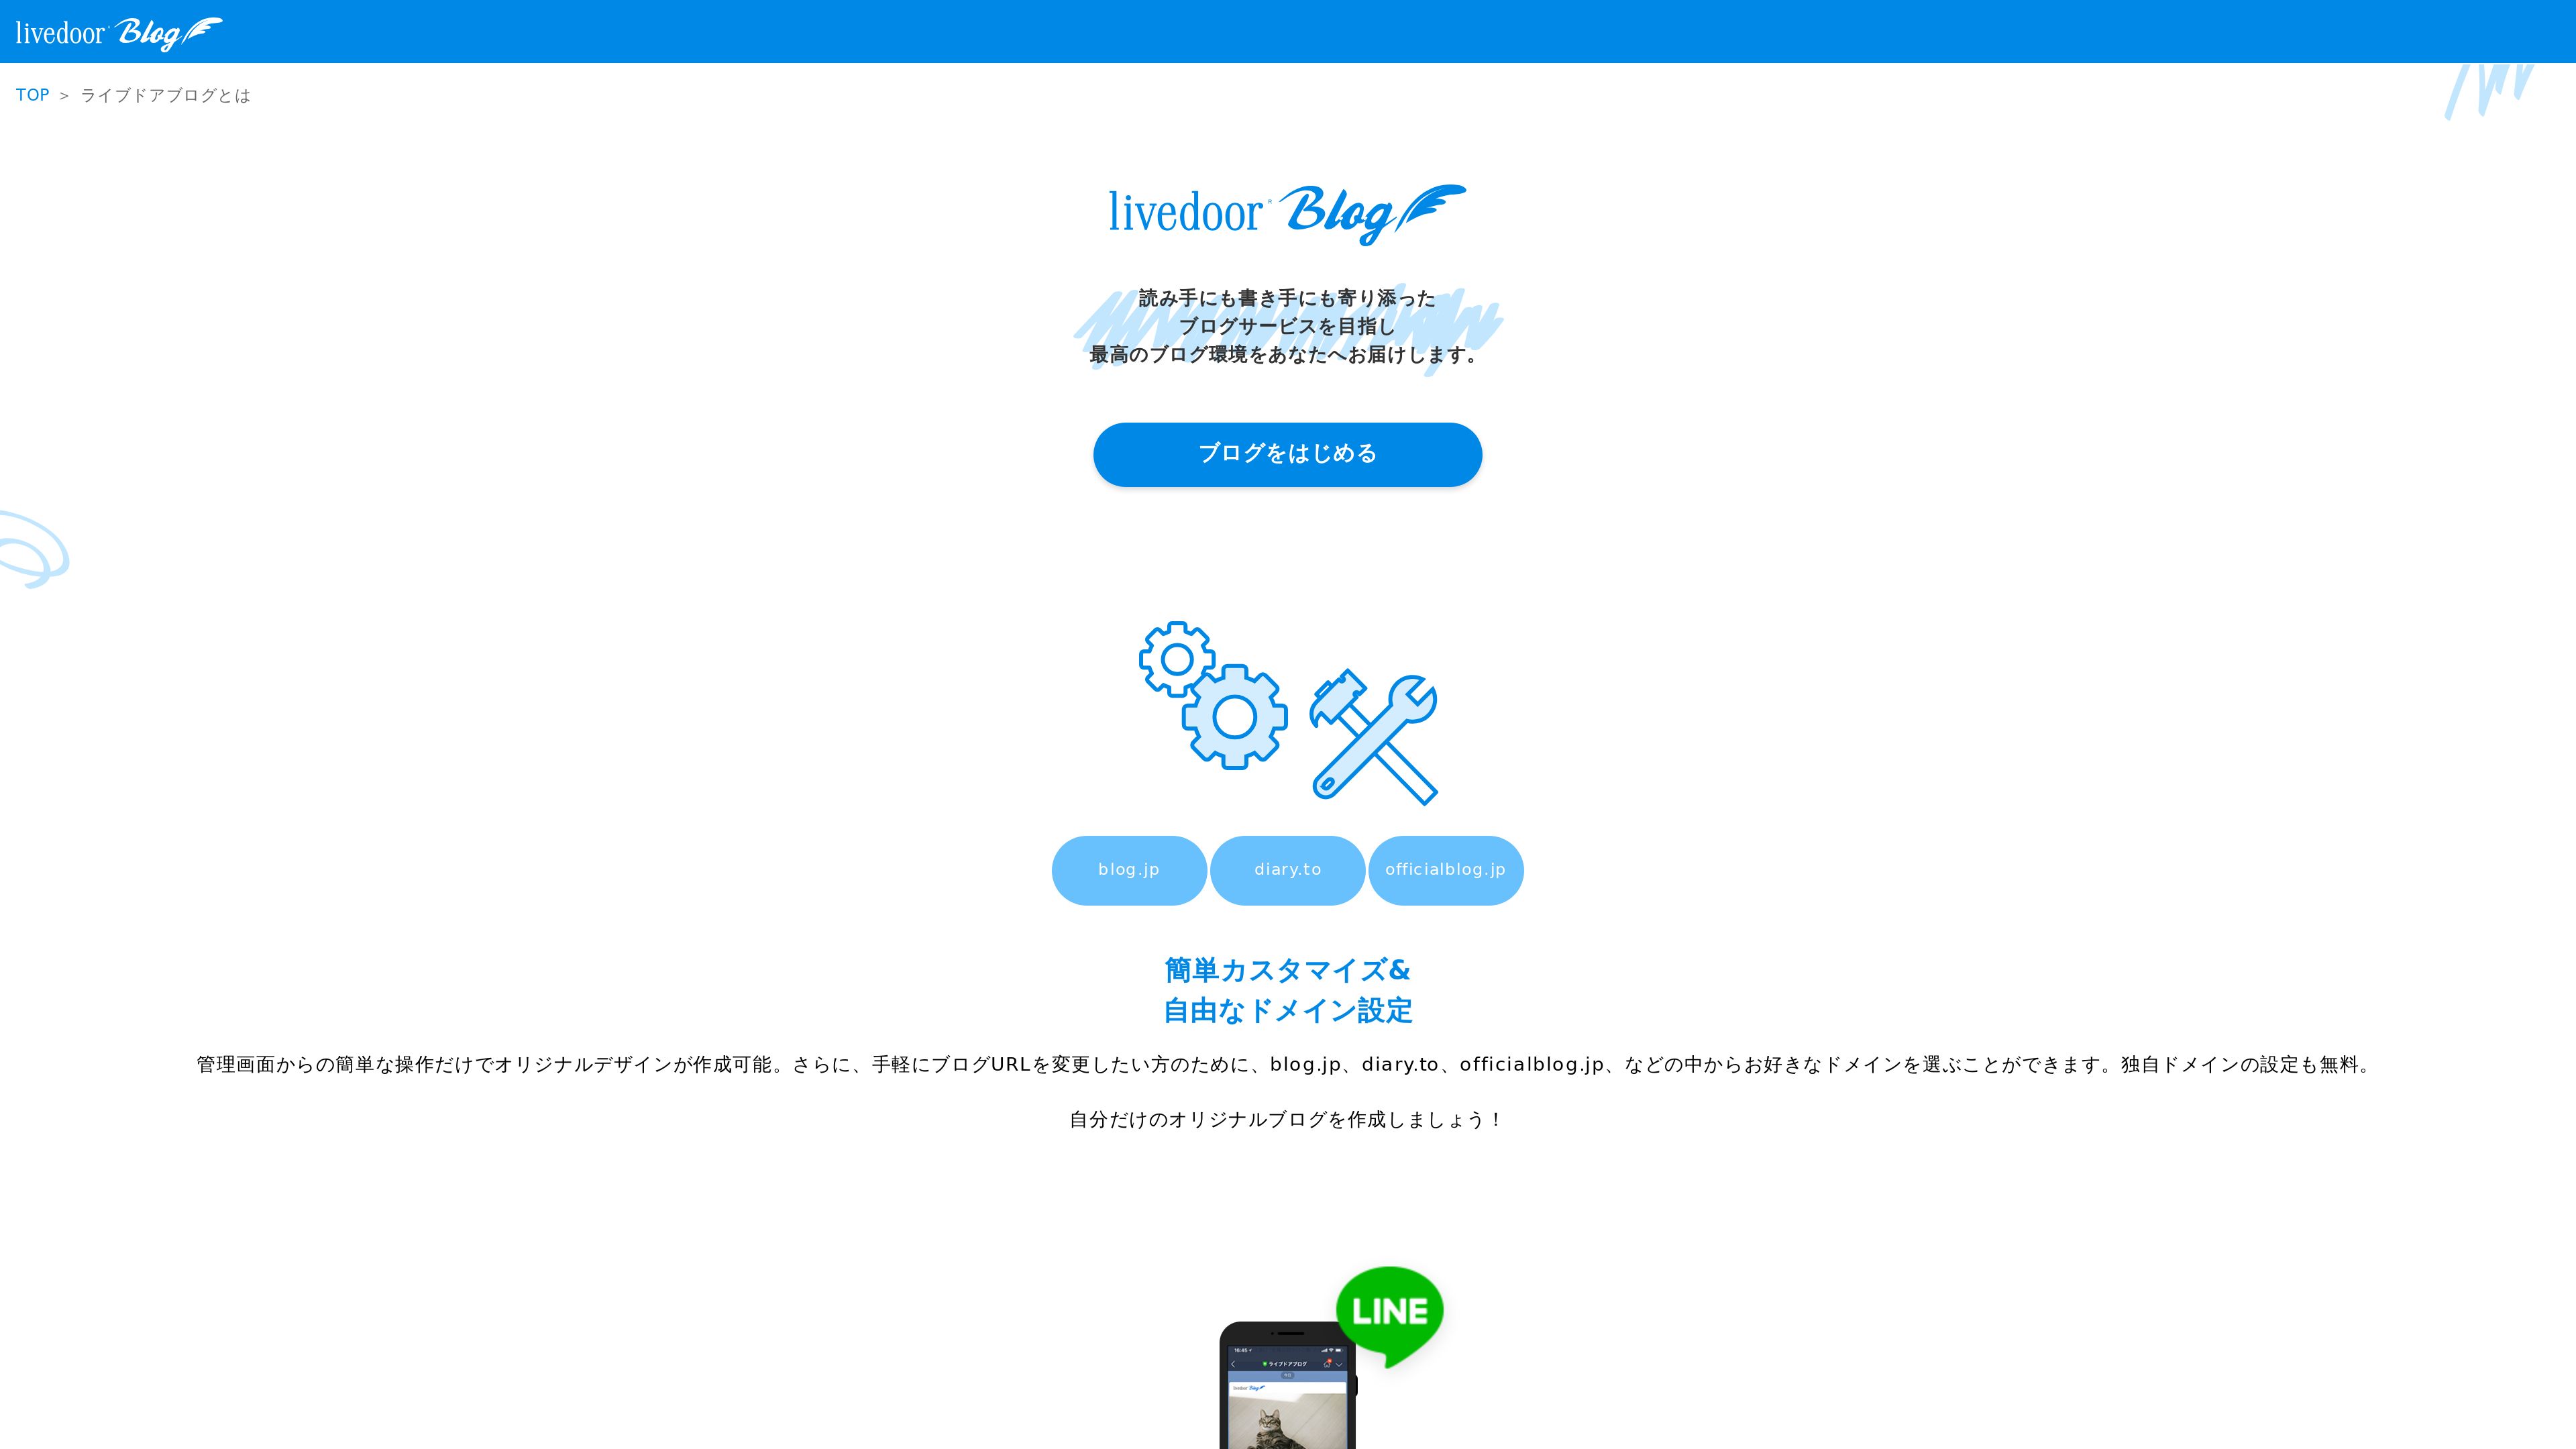 livedoor Blog
TOP > ライブドアブログとは
livedoor® Blog
読み手にも書き手にも寄り添った
ブログサービスを目指し
最高のブログ環境をあなたへお届けします。
ブログをはじめる
blog.jp
diary.to
officialblog.jp
簡単カスタマイズ&
自由なドメイン設定
管理画面からの簡単な操作だけでオリジナルデザインが作成可能。さらに、手軽にブログURLを変更したい方のために、blog.jp、diary.to、officialblog.jp、などの中からお好きなドメインを選ぶことができます。独自ドメインの設定も無料。
自分だけのオリジナルブログを作成しましょう！
LINE
16:45
ライブドアブログ
livedoor Blog